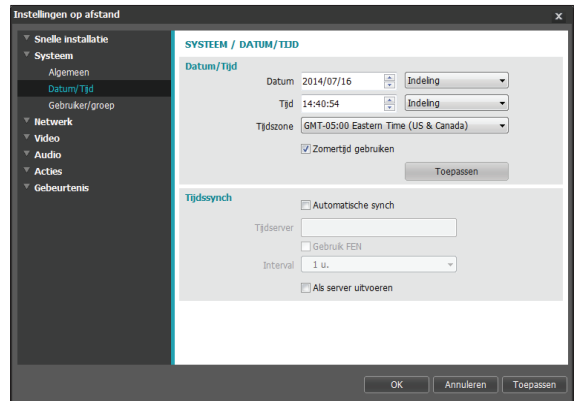 Instellingen op afstand x
Snelle installatie
Systeem
Algemeen
Datum/Tijd
Gebruiker/groep
Netwerk
Video
Audio
Acties
Gebeurtenis
SYSTEEM / DATUM/TIJD
Datum/Tijd
Datum 2014/07/16 Indeling
Tijd 14:40:54 Indeling
Tijdszone GMT-05:00 Eastern Time (US & Canada)
Zomertijd gebruiken
Toepassen
Tijdssynch
Automatische synch
Tijdserver
Gebruik FEN
Interval 1 u.
Als server uitvoeren
OK Annuleren Toepassen